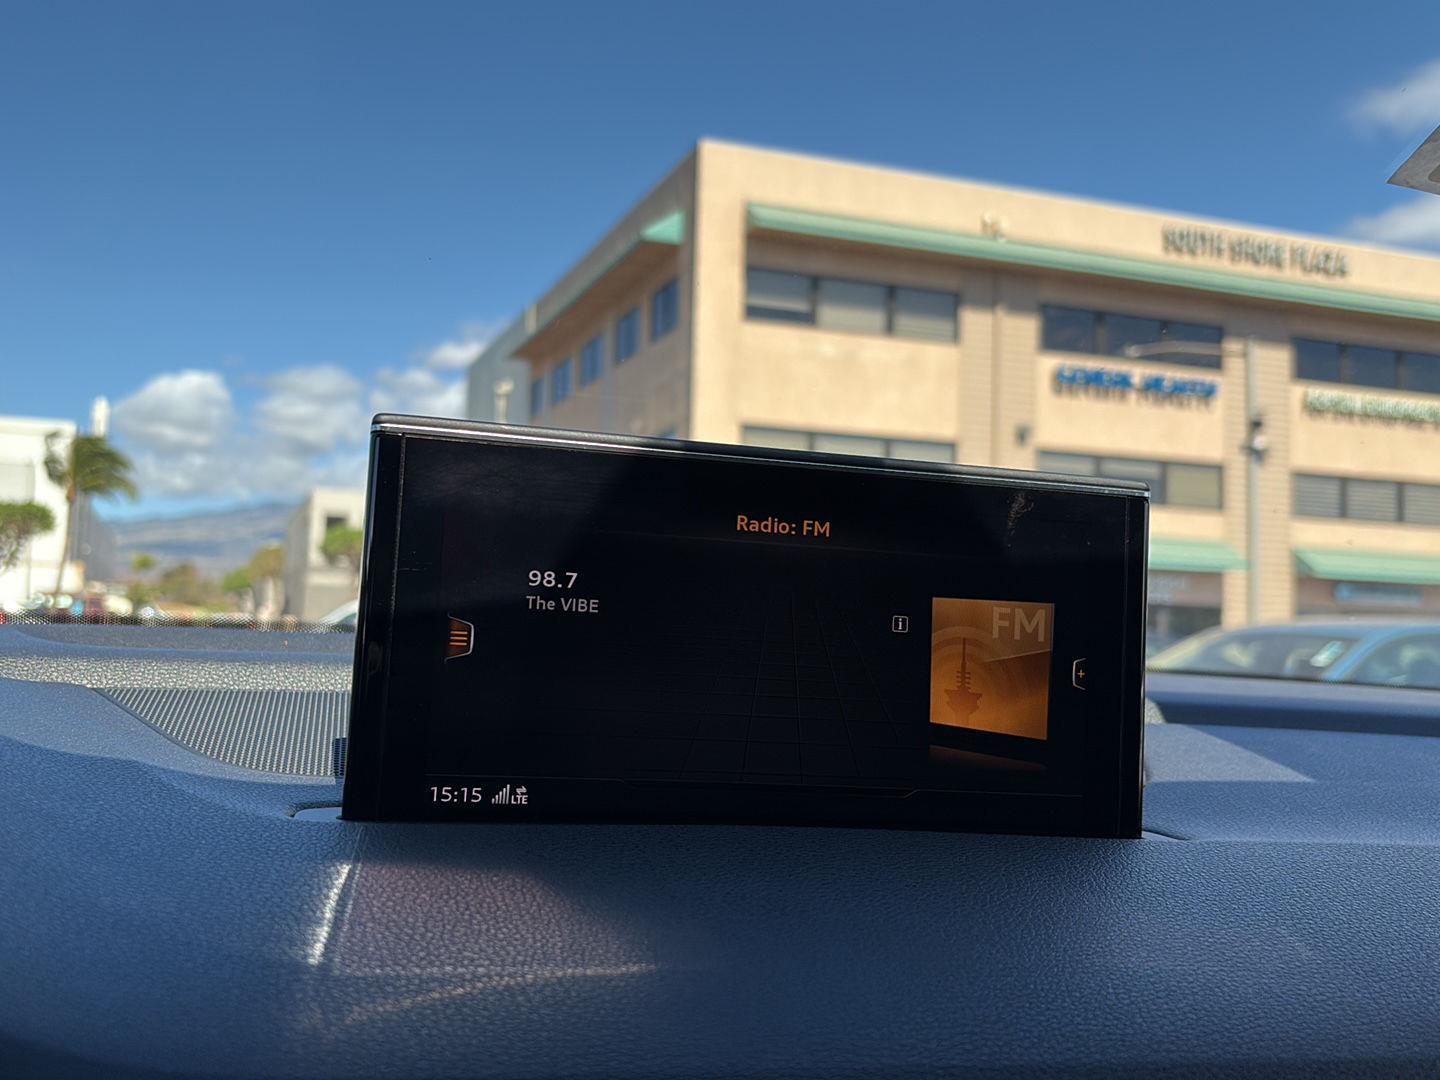 SOUTH SHORE PLAZA
Radio: FM
98.7
The VIBE
i
FM
+
15:15 LTE